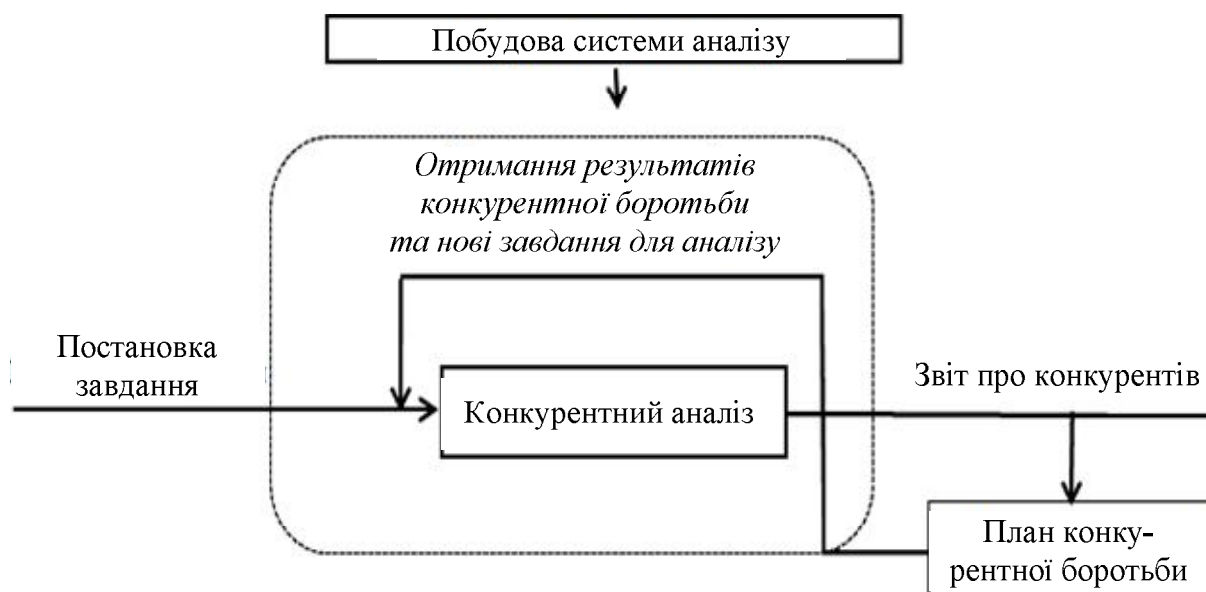 Побудова системи аналізу
Отримання результатів
конкурентної боротьби
та нові завдання для аналізу
Постановка
завдання
Конкурентний аналіз
Звіт про конкурентів
План конку-
рентної боротьби